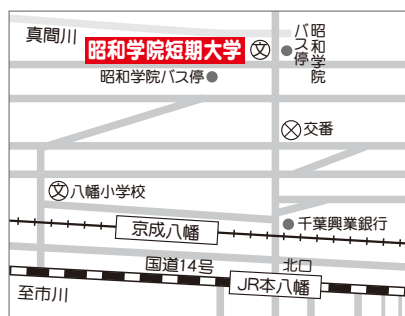 真間川
昭和学院短期大学
昭和学院
バス停
昭和学院バス停
交番
八幡小学校
千葉興業銀行
京成八幡
国道14号
北口
JR本八幡
至市川